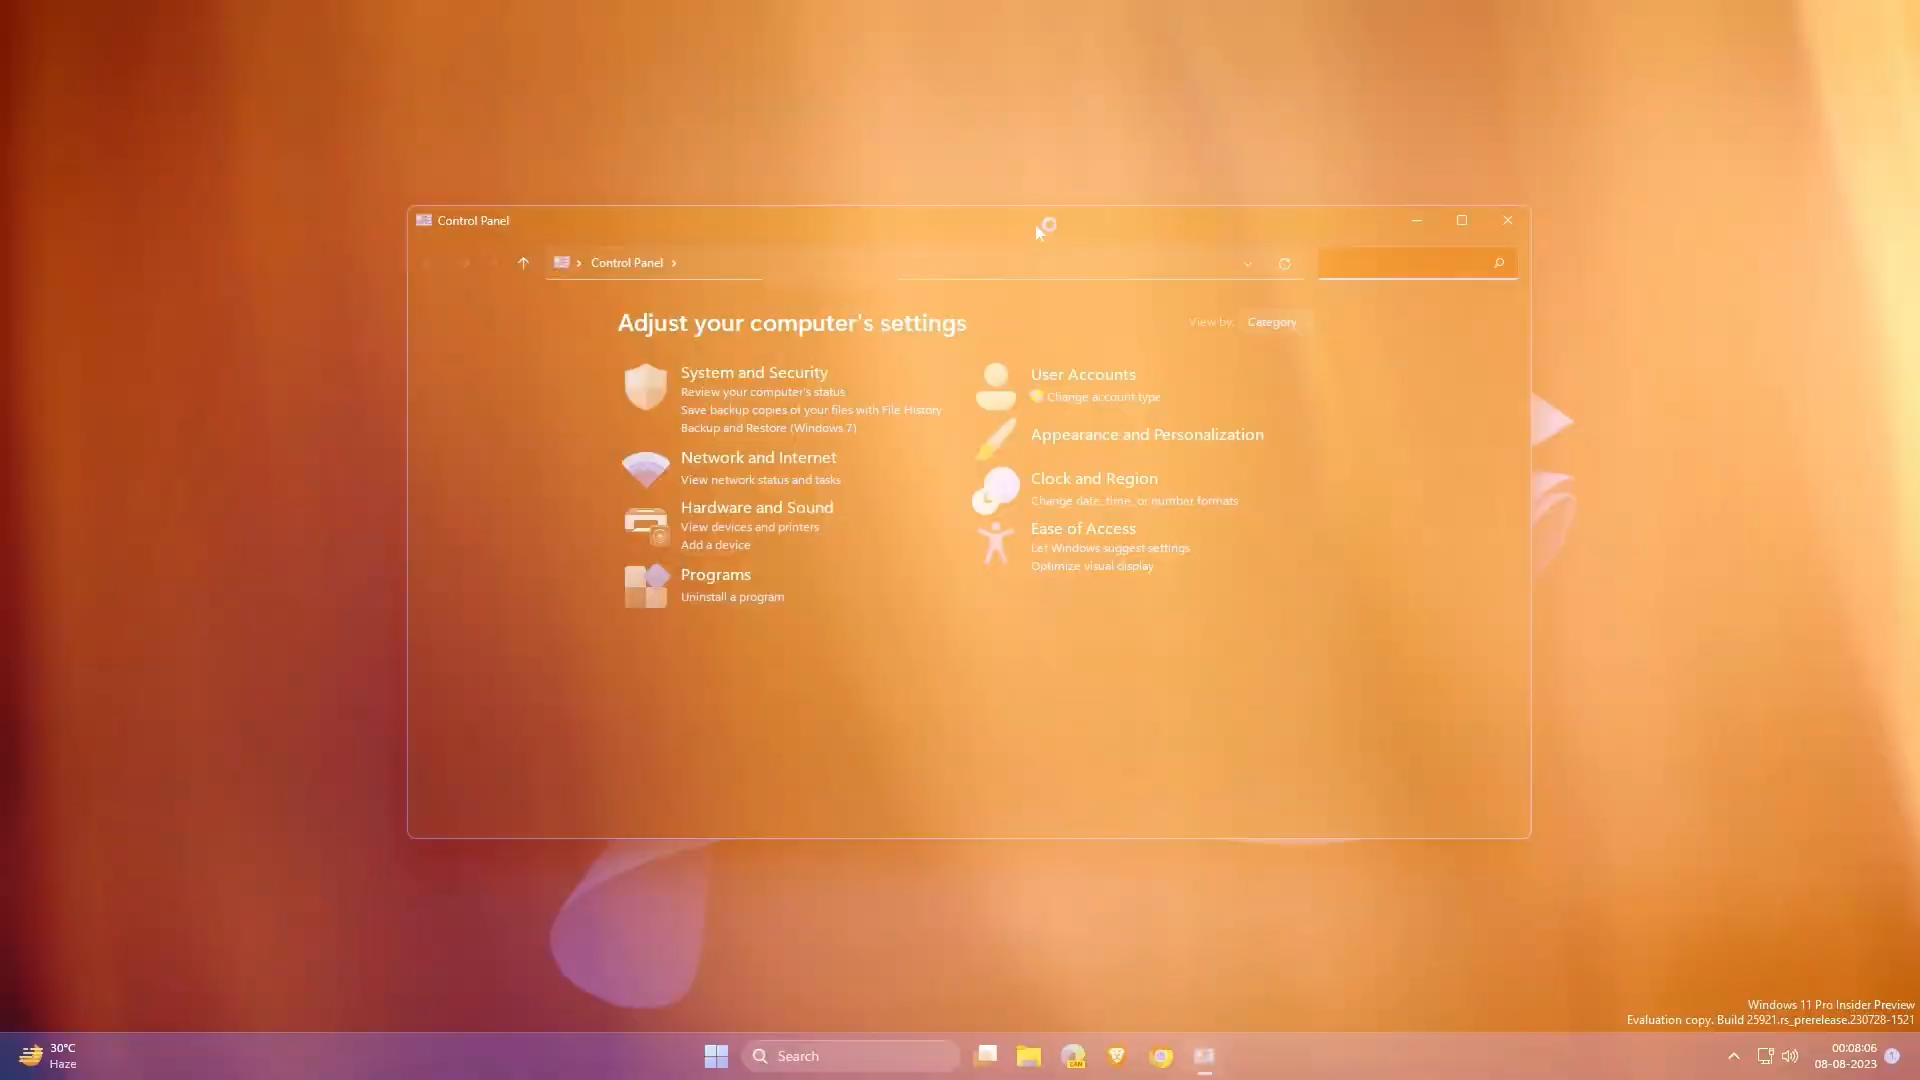 Control Panel
Control Panel
Adjust your computer's settings
View by: Category
System and Security
Review your computer's status
Save backup copies of your files with File History
Backup and Restore (Windows 7)
Network and Internet
View network status and tasks
Hardware and Sound
View devices and printers
Add a device
Programs
Uninstall a program
User Accounts
Change account type
Appearance and Personalization
Clock and Region
Change date, time, or number formats
Ease of Access
Let Windows suggest settings
Optimize visual display
Windows 11 Pro Insider Preview
Evaluation copy. Build 25921.rs_prerelease.230728-1521
30°C
Haze
Search
CAN
00:08:06
08-08-2023
1